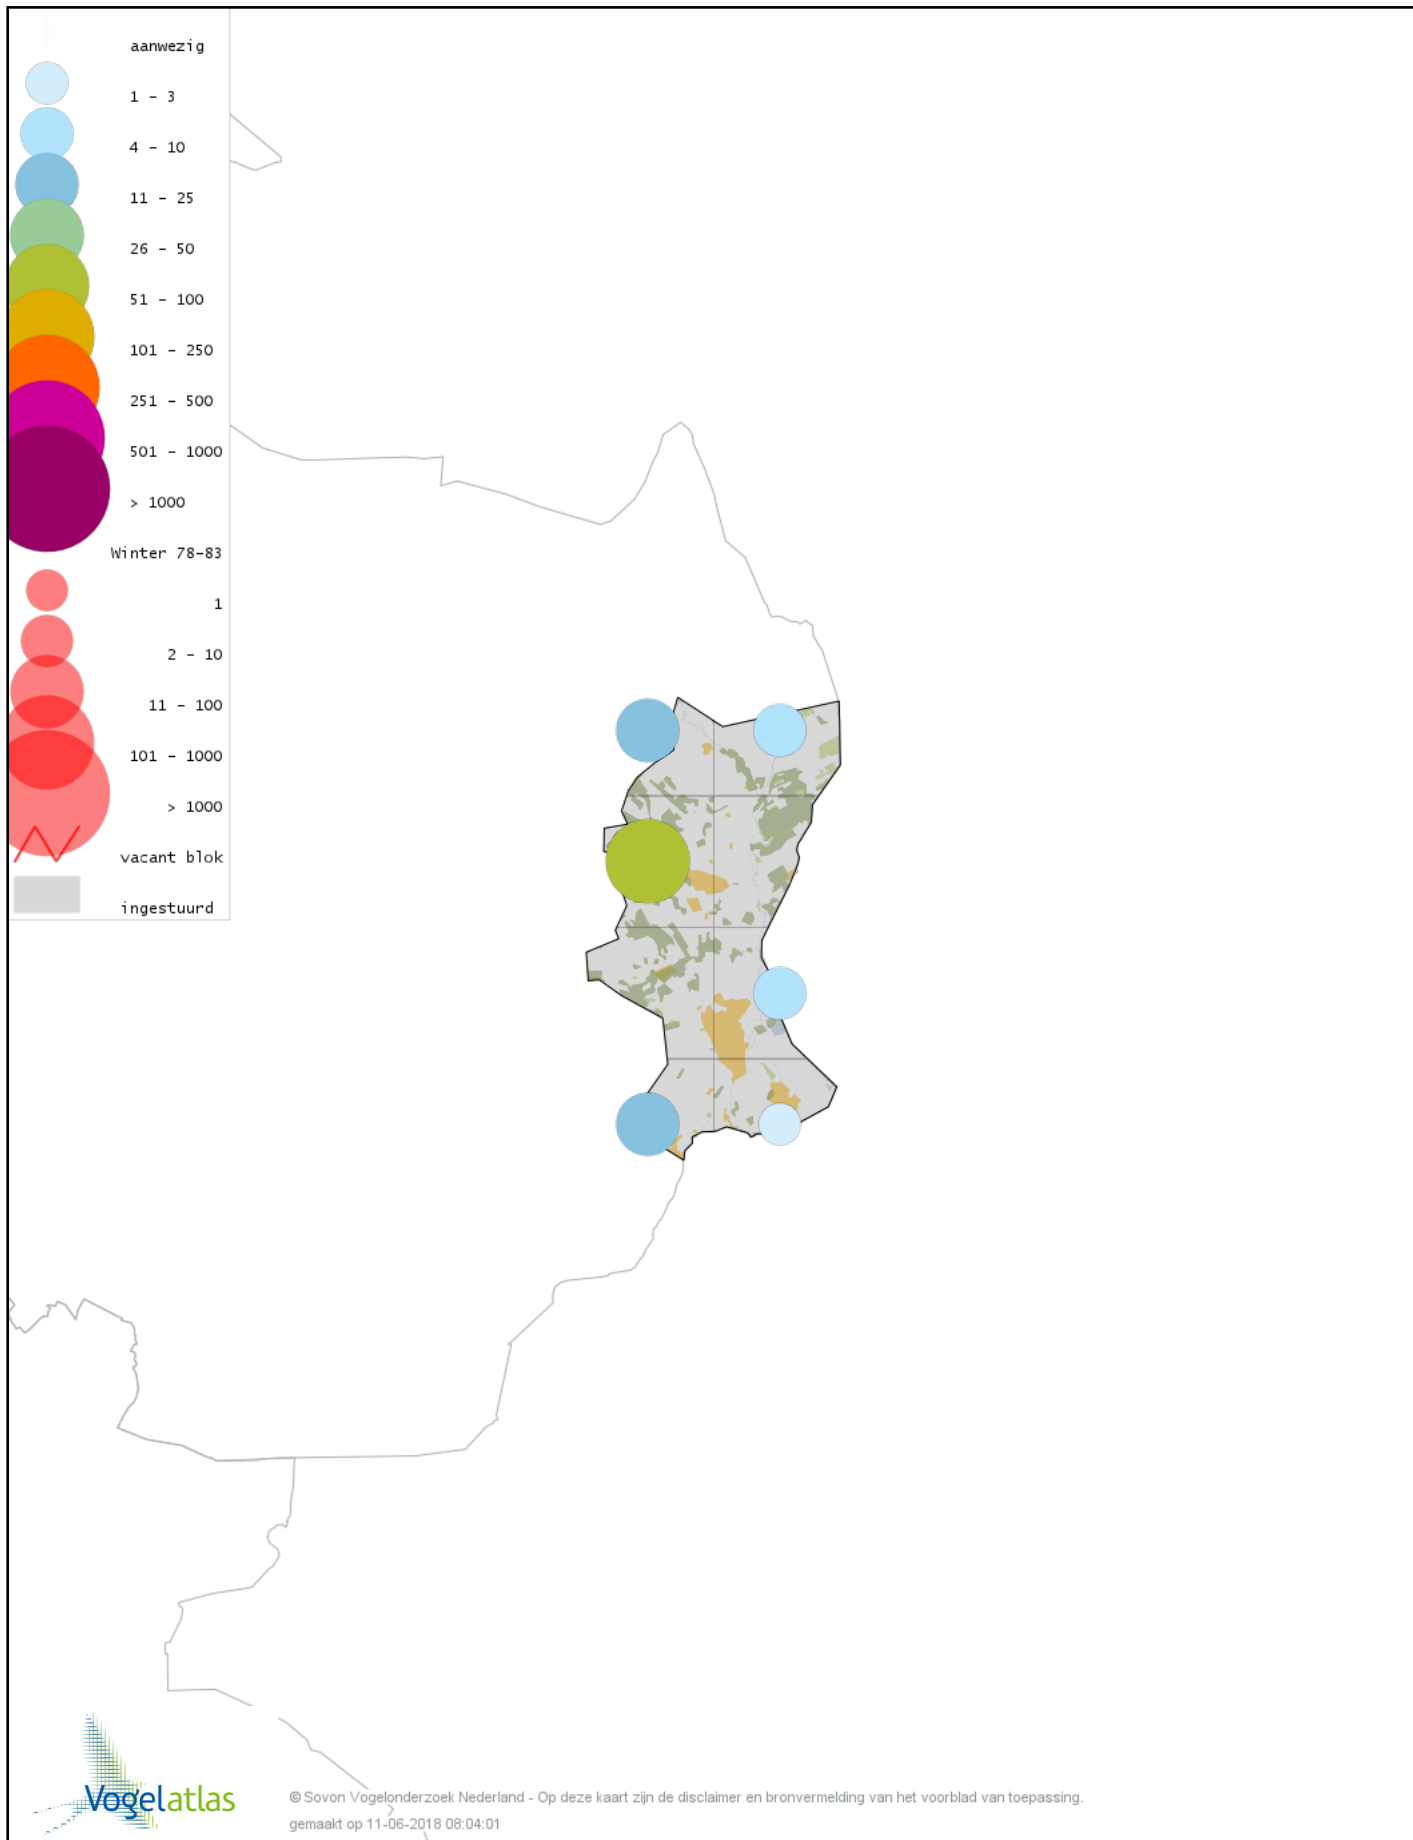 aanwezig
1 - 3
4 - 10
11 - 25
26 - 50
51 - 100
101 - 250
251 - 500
501 - 1000
> 1000
Winter 78-83
1
2 - 10
11 - 100
101 - 1000
> 1000
vacant blok
ingestuurd
Vogelatlas
© Sovon Vogelonderzoek Nederland - Op deze kaart zijn de disclaimer en bronvermelding van het voorblad van toepassing.
gemaakt op 11-06-2018 08:04:01